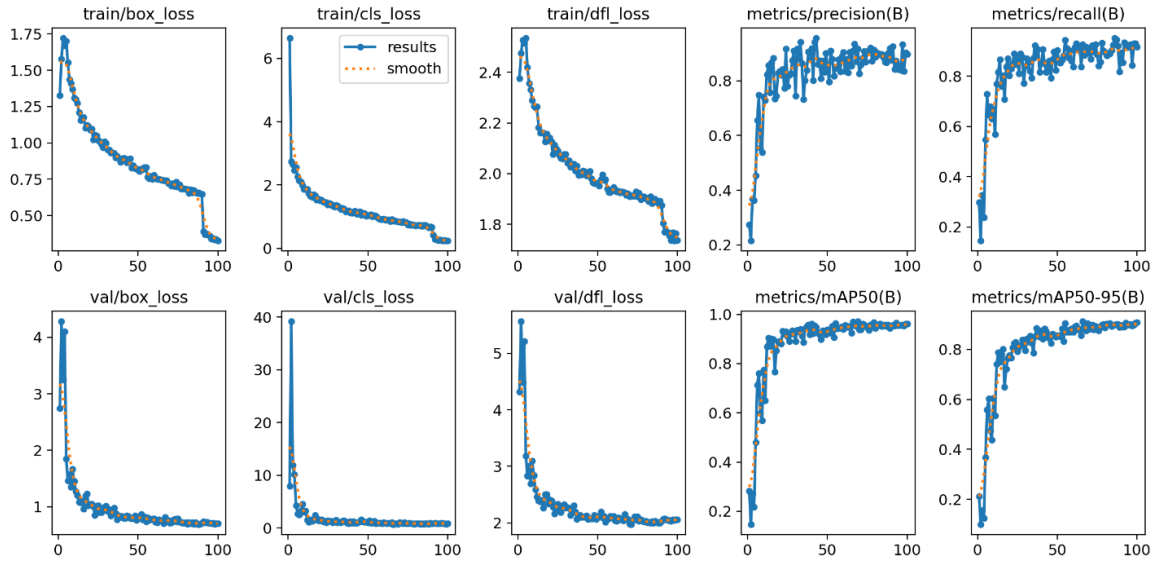 train/box_loss
train/cls_loss
train/dfl_loss
metrics/precision(B)
metrics/recall(B)
1.75
1.50
1.25
1.00
0.75
0.50
0 50 100
6
4
2
0
results
smooth
0 50 100
2.4
2.2
2.0
1.8
0 50 100
0.8
0.6
0.4
0.2
0 50 100
0.8
0.6
0.4
0.2
0 50 100
val/box_loss
val/cls_loss
val/dfl_loss
metrics/mAP50(B)
metrics/mAP50-95(B)
4
3
2
1
0 50 100
40
30
20
10
0
0 50 100
5
4
3
2
0 50 100
1.0
0.8
0.6
0.4
0.2
0 50 100
0.8
0.6
0.4
0.2
0 50 100